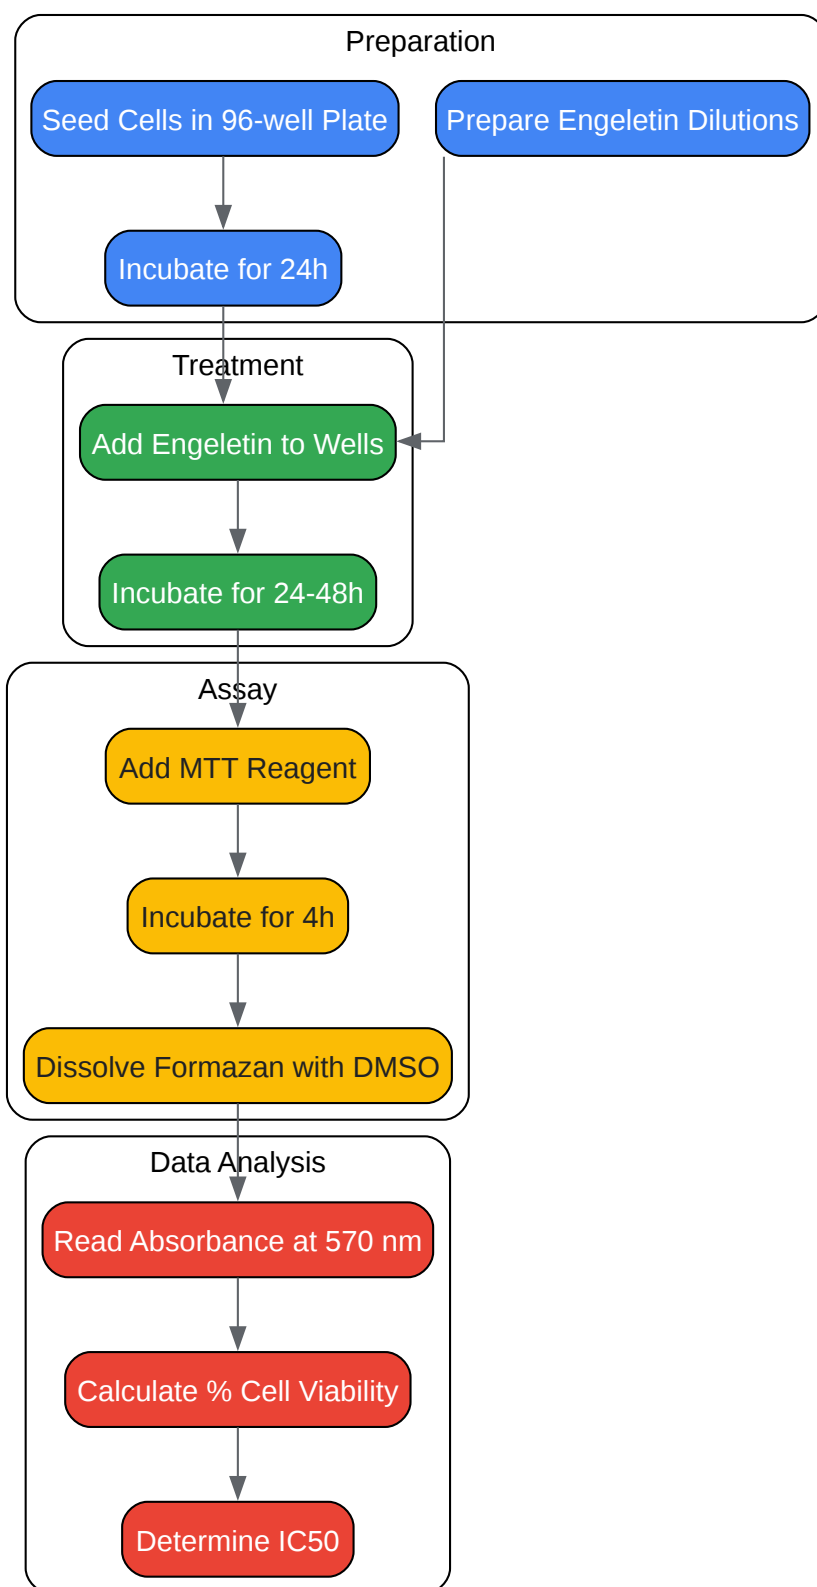 Preparation
Seed Cells in 96-well Plate
Prepare Engeletin Dilutions
Incubate for 24h
Treatment
Add Engeletin to Wells
Incubate for 24-48h
Assay
Add MTT Reagent
Incubate for 4h
Dissolve Formazan with DMSO
Data Analysis
Read Absorbance at 570 nm
Calculate % Cell Viability
Determine IC50